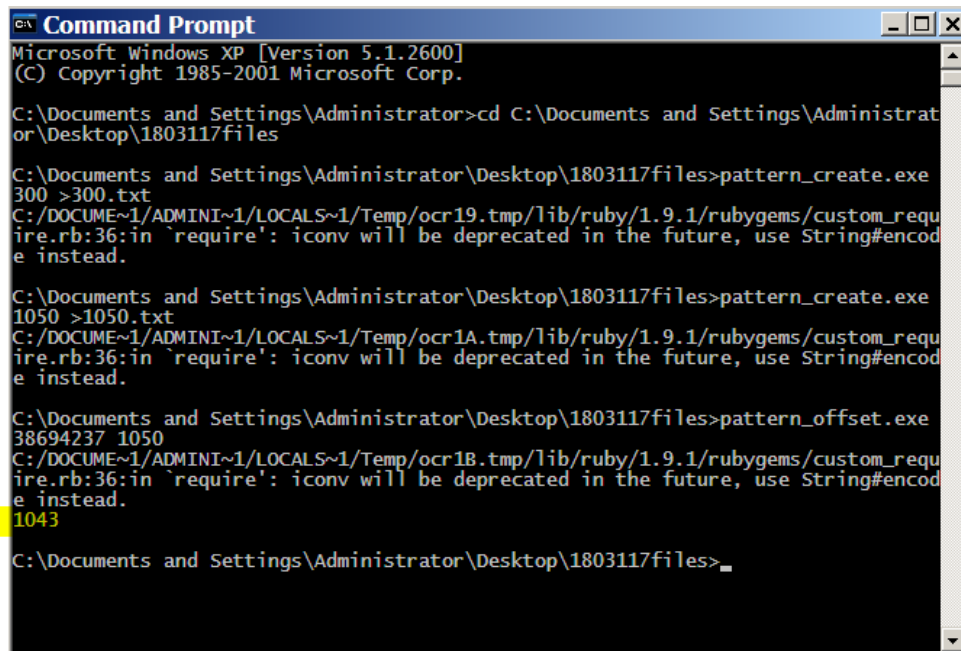 Command Prompt
Microsoft Windows XP [Version 5.1.2600]
(C) Copyright 1985-2001 Microsoft Corp.
C:\Documents and Settings\Administrator>cd C:\Documents and Settings\Administrat
or\Desktop\1803117files
C:\Documents and Settings\Administrator\Desktop\1803117files>pattern_create.exe
300 >300.txt
C:/DOCUME~1/ADMINI~1/LOCALS~1/Temp/ocr19.tmp/lib/ruby/1.9.1/rubygems/custom_requ
ire.rb:36:in `require': iconv will be deprecated in the future, use String#encod
e instead.
C:\Documents and Settings\Administrator\Desktop\1803117files>pattern_create.exe
1050 >1050.txt
C:/DOCUME~1/ADMINI~1/LOCALS~1/Temp/ocr1A.tmp/lib/ruby/1.9.1/rubygems/custom_requ
ire.rb:36:in `require': iconv will be deprecated in the future, use String#encod
e instead.
C:\Documents and Settings\Administrator\Desktop\1803117files>pattern_offset.exe
38694237 1050
C:/DOCUME~1/ADMINI~1/LOCALS~1/Temp/ocr1B.tmp/lib/ruby/1.9.1/rubygems/custom_requ
ire.rb:36:in `require': iconv will be deprecated in the future, use String#encod
e instead.
1043
C:\Documents and Settings\Administrator\Desktop\1803117files>_